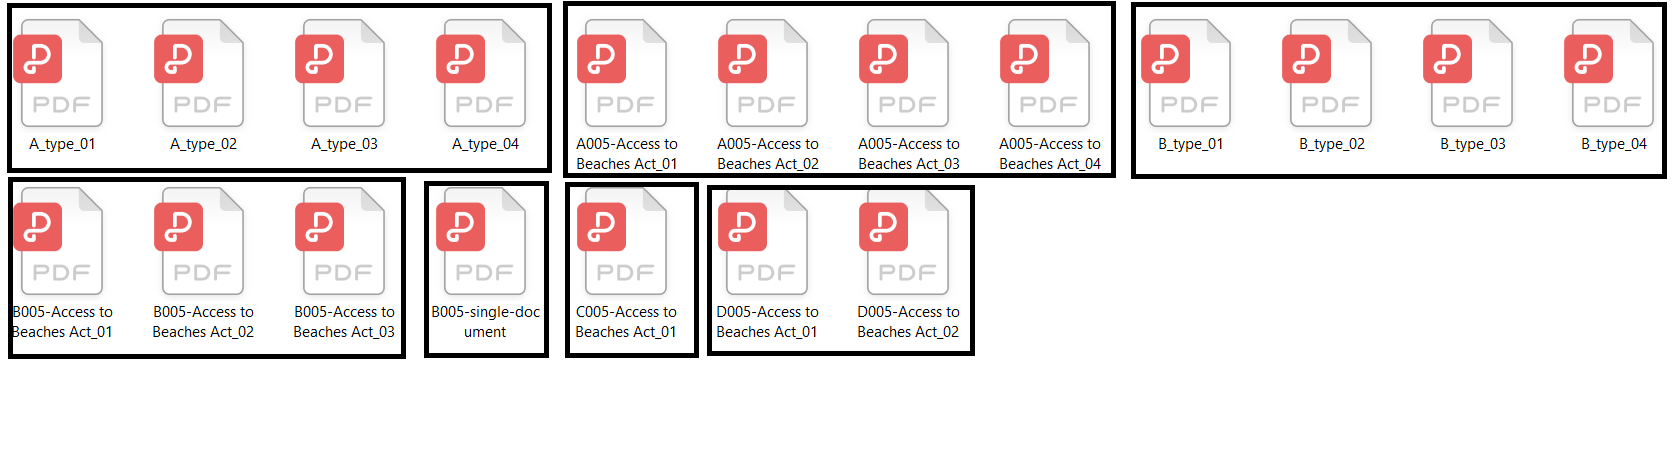 PDF PDF PDF PDF PDF PDF PDF PDF PDF PDF PDF PDF
A_type_01 A_type_02 A_type_03 A_type_04 A005-Access to A005-Access to A005-Access to A005-Access to B_type_01 B_type_02 B_type_03 B_type_04
Beaches Act_01 Beaches Act_02 Beaches Act_03 Beaches Act_04
PDF PDF PDF PDF PDF PDF PDF
B005-Access to B005-Access to B005-Access to B005-single-doc C005-Access to D005-Access to D005-Access to
Beaches Act_01 Beaches Act_02 Beaches Act_03 ument Beaches Act_01 Beaches Act_01 Beaches Act_02